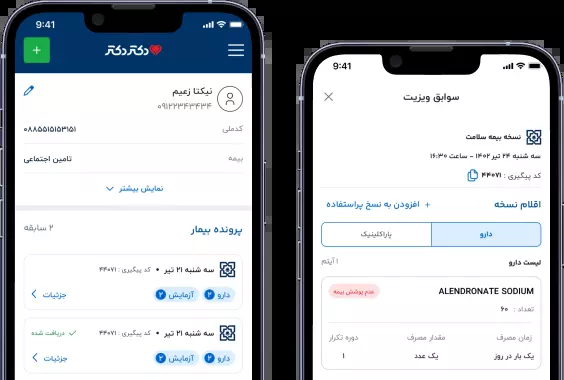 9:41
دکتردکتر
نیکتا زعیم
۰۹۱۲۲۳۴۳۴۳۴
کدملی
۰۸۸۵۵۱۵۱۵۳۱۵۱
بیمه
تامین اجتماعی
نمایش بیشتر
پرونده بیمار
۲ سابقه
سه شنبه ۲۱ تیر • کد پیگیری : ۴۴۰۷۱
دارو ۲ آزمایش ۲
جزئیات
سه شنبه ۲۱ تیر • کد پیگیری : ۴۴۰۷۱
دریافت شده
دارو ۲ آزمایش ۲
جزئیات
9:41
سوابق ویزیت
نسخه بیمه سلامت
سه شنبه ۲۴ تیر ۱۴۰۲ - ساعت ۱۶:۳۰
کد پیگیری : ۴۴۰۷۱
اقلام نسخه
+ افزودن به نسخ پراستفاده
دارو
پاراکلینیک
لیست دارو
۱ آیتم
ALENDRONATE SODIUM
عدم پوشش بیمه
تعداد : ۶۰
زمان مصرف مقدار مصرف دوره تکرار
یک بار در روز یک عدد ۱